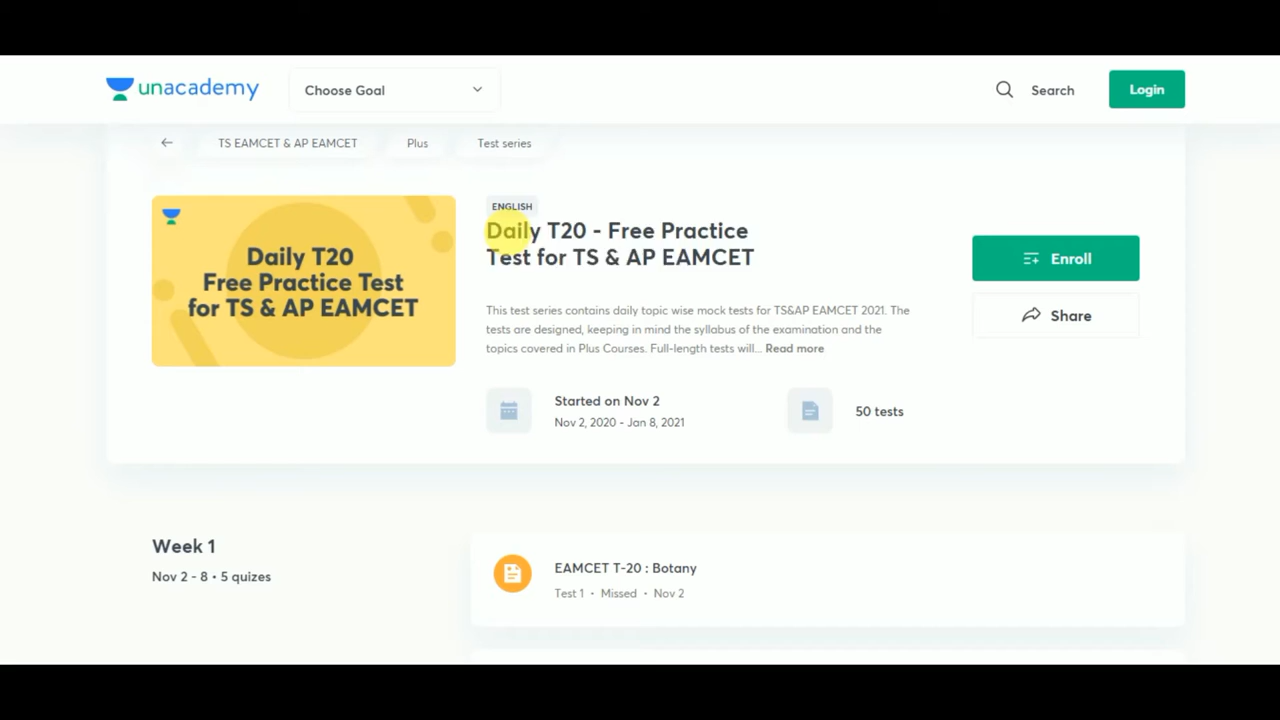 unacademy
Choose Goal
Search
Login
TS EAMCET & AP EAMCET
Plus
Test series
Daily T20
Free Practice Test
for TS & AP EAMCET
ENGLISH
Daily T20 - Free Practice
Test for TS & AP EAMCET
This test series contains daily topic wise mock tests for TS&AP EAMCET 2021. The
tests are designed, keeping in mind the syllabus of the examination and the
topics covered in Plus Courses. Full-length tests will... Read more
Enroll
Share
Started on Nov 2
Nov 2, 2020 - Jan 8, 2021
50 tests
Week 1
Nov 2 - 8 • 5 quizes
EAMCET T-20 : Botany
Test 1 • Missed • Nov 2